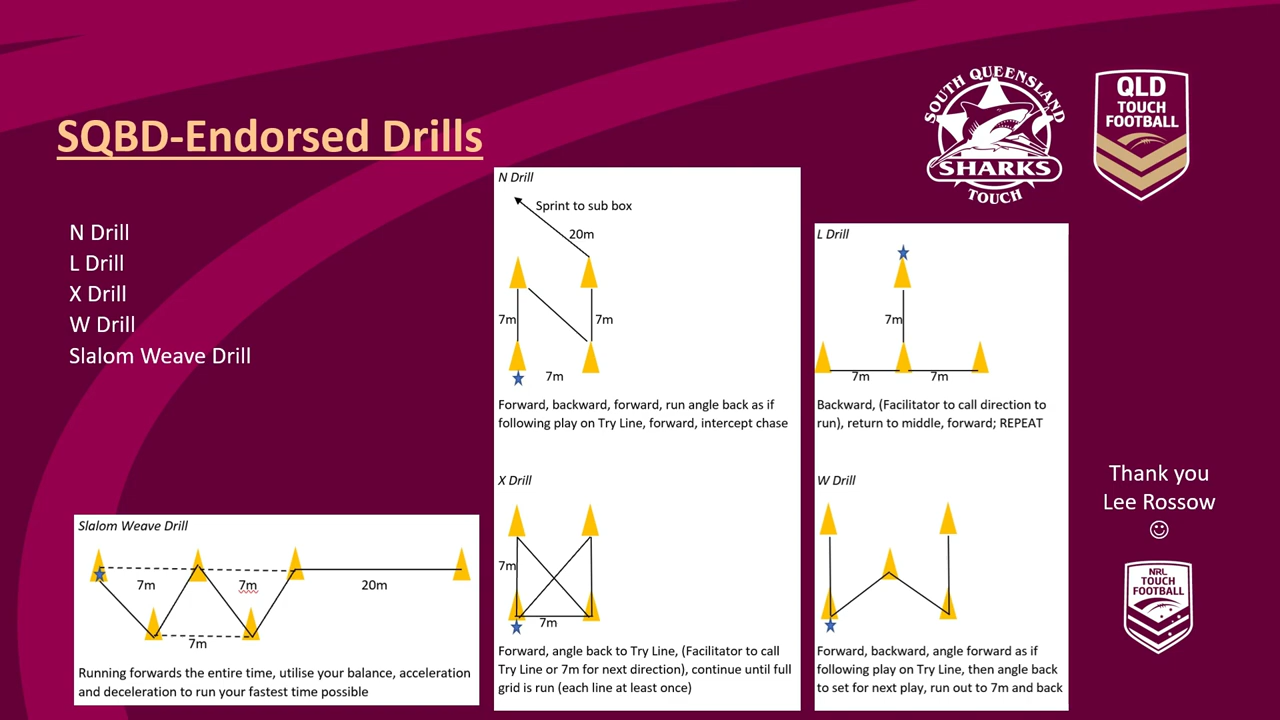 SQBD-Endorsed Drills
N Drill
L Drill
X Drill
W Drill
Slalom Weave Drill
SOUTH QUEENSLAND
SHARKS
TOUCH
QLD
TOUCH
FOOTBALL
N Drill
Sprint to sub box
20m
7m
7m
7m
Forward, backward, forward, run angle back as if
following play on Try Line, forward, intercept chase
L Drill
7m
7m
7m
Backward, (Facilitator to call direction to
run), return to middle, forward; REPEAT
X Drill
7m
7m
Forward, angle back to Try Line, (Facilitator to call
Try Line or 7m for next direction), continue until full
grid is run (each line at least once)
W Drill
Forward, backward, angle forward as if
following play on Try Line, then angle back
to set for next play, run out to 7m and back
Slalom Weave Drill
7m
7m
20m
7m
Running forwards the entire time, utilise your balance, acceleration
and deceleration to run your fastest time possible
Thank you
Lee Rossow
NRL
TOUCH
FOOTBALL